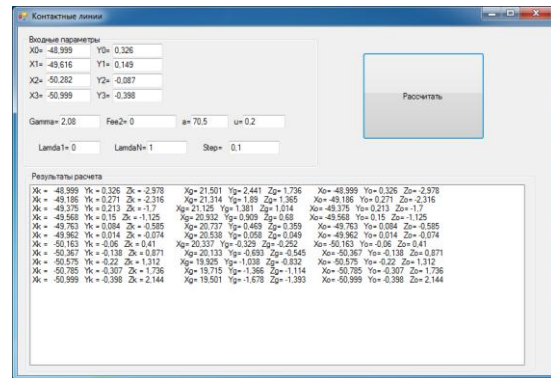 Контактные линии
Входные параметры
X0= -48,999 Y0= 0,326
X1= -49,616 Y1= 0,149
X2= -50,282 Y2= -0,087
X3= -50,999 Y3= -0,398
Gamma= 2,08 Fee2= 0 a= 70.5 u= 0,2
Lamda1= 0 LamdaN= 1 Step= 0,1
Рассчитать
Результаты расчета
Xk = -48,999 Yk = 0,326 Zk = -2,978 Xg= 21,501 Yg= 2,441 Zg= 1,736 Xo= -48,999 Yo= 0,326 Zo= -2,978
Xk = -49,186 Yk = 0,271 Zk = -2,316 Xg= 21,314 Yg= 1,89 Zg= 1,365 Xo= -49,186 Yo= 0,271 Zo= -2,316
Xk = -49,375 Yk = 0,213 Zk = -1,7 Xg= 21,125 Yg= 1,381 Zg= 1,014 Xo= -49,375 Yo= 0,213 Zo= -1,7
Xk = -49,568 Yk = 0,15 Zk = -1,125 Xg= 20,932 Yg= 0,909 Zg= 0,68 Xo= -49,568 Yo= 0,15 Zo= -1,125
Xk = -49,763 Yk = 0,084 Zk = -0,585 Xg= 20,737 Yg= 0,469 Zg= 0,359 Xo= -49,763 Yo= 0,084 Zo= -0,585
Xk = -49,962 Yk = 0,014 Zk = -0,074 Xg= 20,538 Yg= 0,058 Zg= 0,049 Xo= -49,962 Yo= 0,014 Zo= -0,074
Xk = -50,163 Yk = -0,06 Zk = 0,41 Xg= 20,337 Yg= -0,329 Zg= -0,252 Xo= -50,163 Yo= -0,06 Zo= 0,41
Xk = -50,367 Yk = -0,138 Zk = 0,871 Xg= 20,133 Yg= -0,693 Zg= -0,545 Xo= -50,367 Yo= -0,138 Zo= 0,871
Xk = -50,575 Yk = -0,22 Zk = 1,312 Xg= 19,925 Yg= -1,038 Zg= -0,832 Xo= -50,575 Yo= -0,22 Zo= 1,312
Xk = -50,785 Yk = -0,307 Zk = 1,736 Xg= 19,715 Yg= -1,366 Zg= -1,114 Xo= -50,785 Yo= -0,307 Zo= 1,736
Xk = -50,999 Yk = -0,398 Zk = 2,144 Xg= 19,501 Yg= -1,678 Zg= -1,393 Xo= -50,999 Yo= -0,398 Zo= 2,144